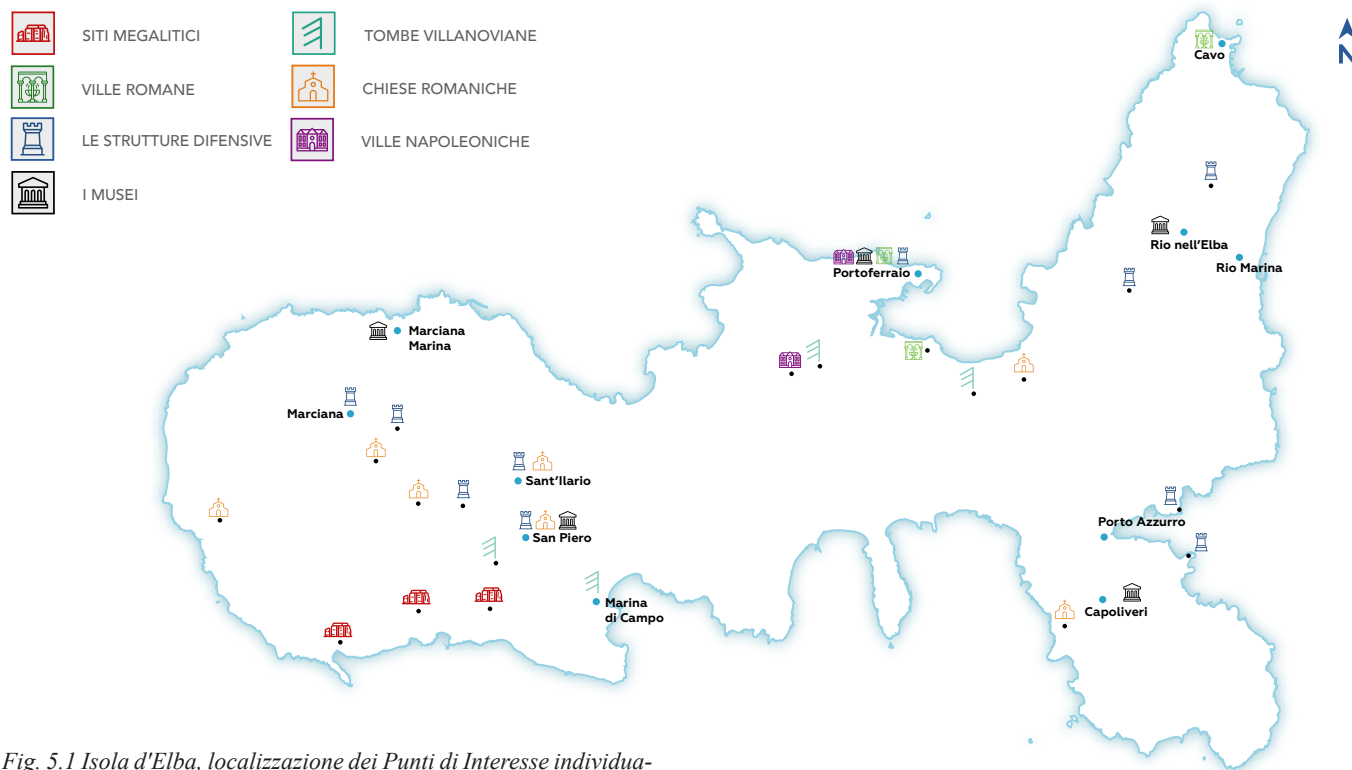 SITI MEGALITICI
TOMBE VILLANOVIANE
VILLE ROMANE
CHIESE ROMANICHE
LE STRUTTURE DIFENSIVE
VILLE NAPOLEONICHE
I MUSEI
N
Cavo
Rio nell'Elba
Rio Marina
Portoferraio
Marciana
Marina
Marciana
Sant'Ilario
San Piero
Porto Azzurro
Marina
di Campo
Capoliveri
Fig. 5.1 Isola d'Elba, localizzazione dei Punti di Interesse individua-